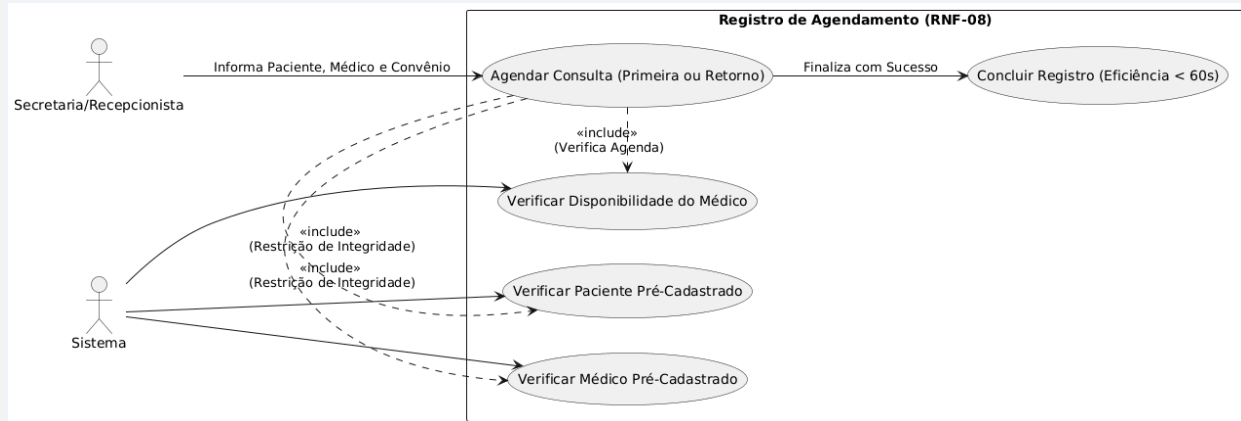 Registro de Agendamento (RNF-08)
Secretaria/Recepcionista
Informa Paciente, Médico e Convênio
Agendar Consulta (Primeira ou Retorno)
Finaliza com Sucesso
Concluir Registro (Eficiência < 60s)
«include»
(Verifica Agenda)
Verificar Disponibilidade do Médico
«include»
(Restrição de Integridade)
«include»
(Restrição de Integridade)
Verificar Paciente Pré-Cadastrado
Sistema
Verificar Médico Pré-Cadastrado